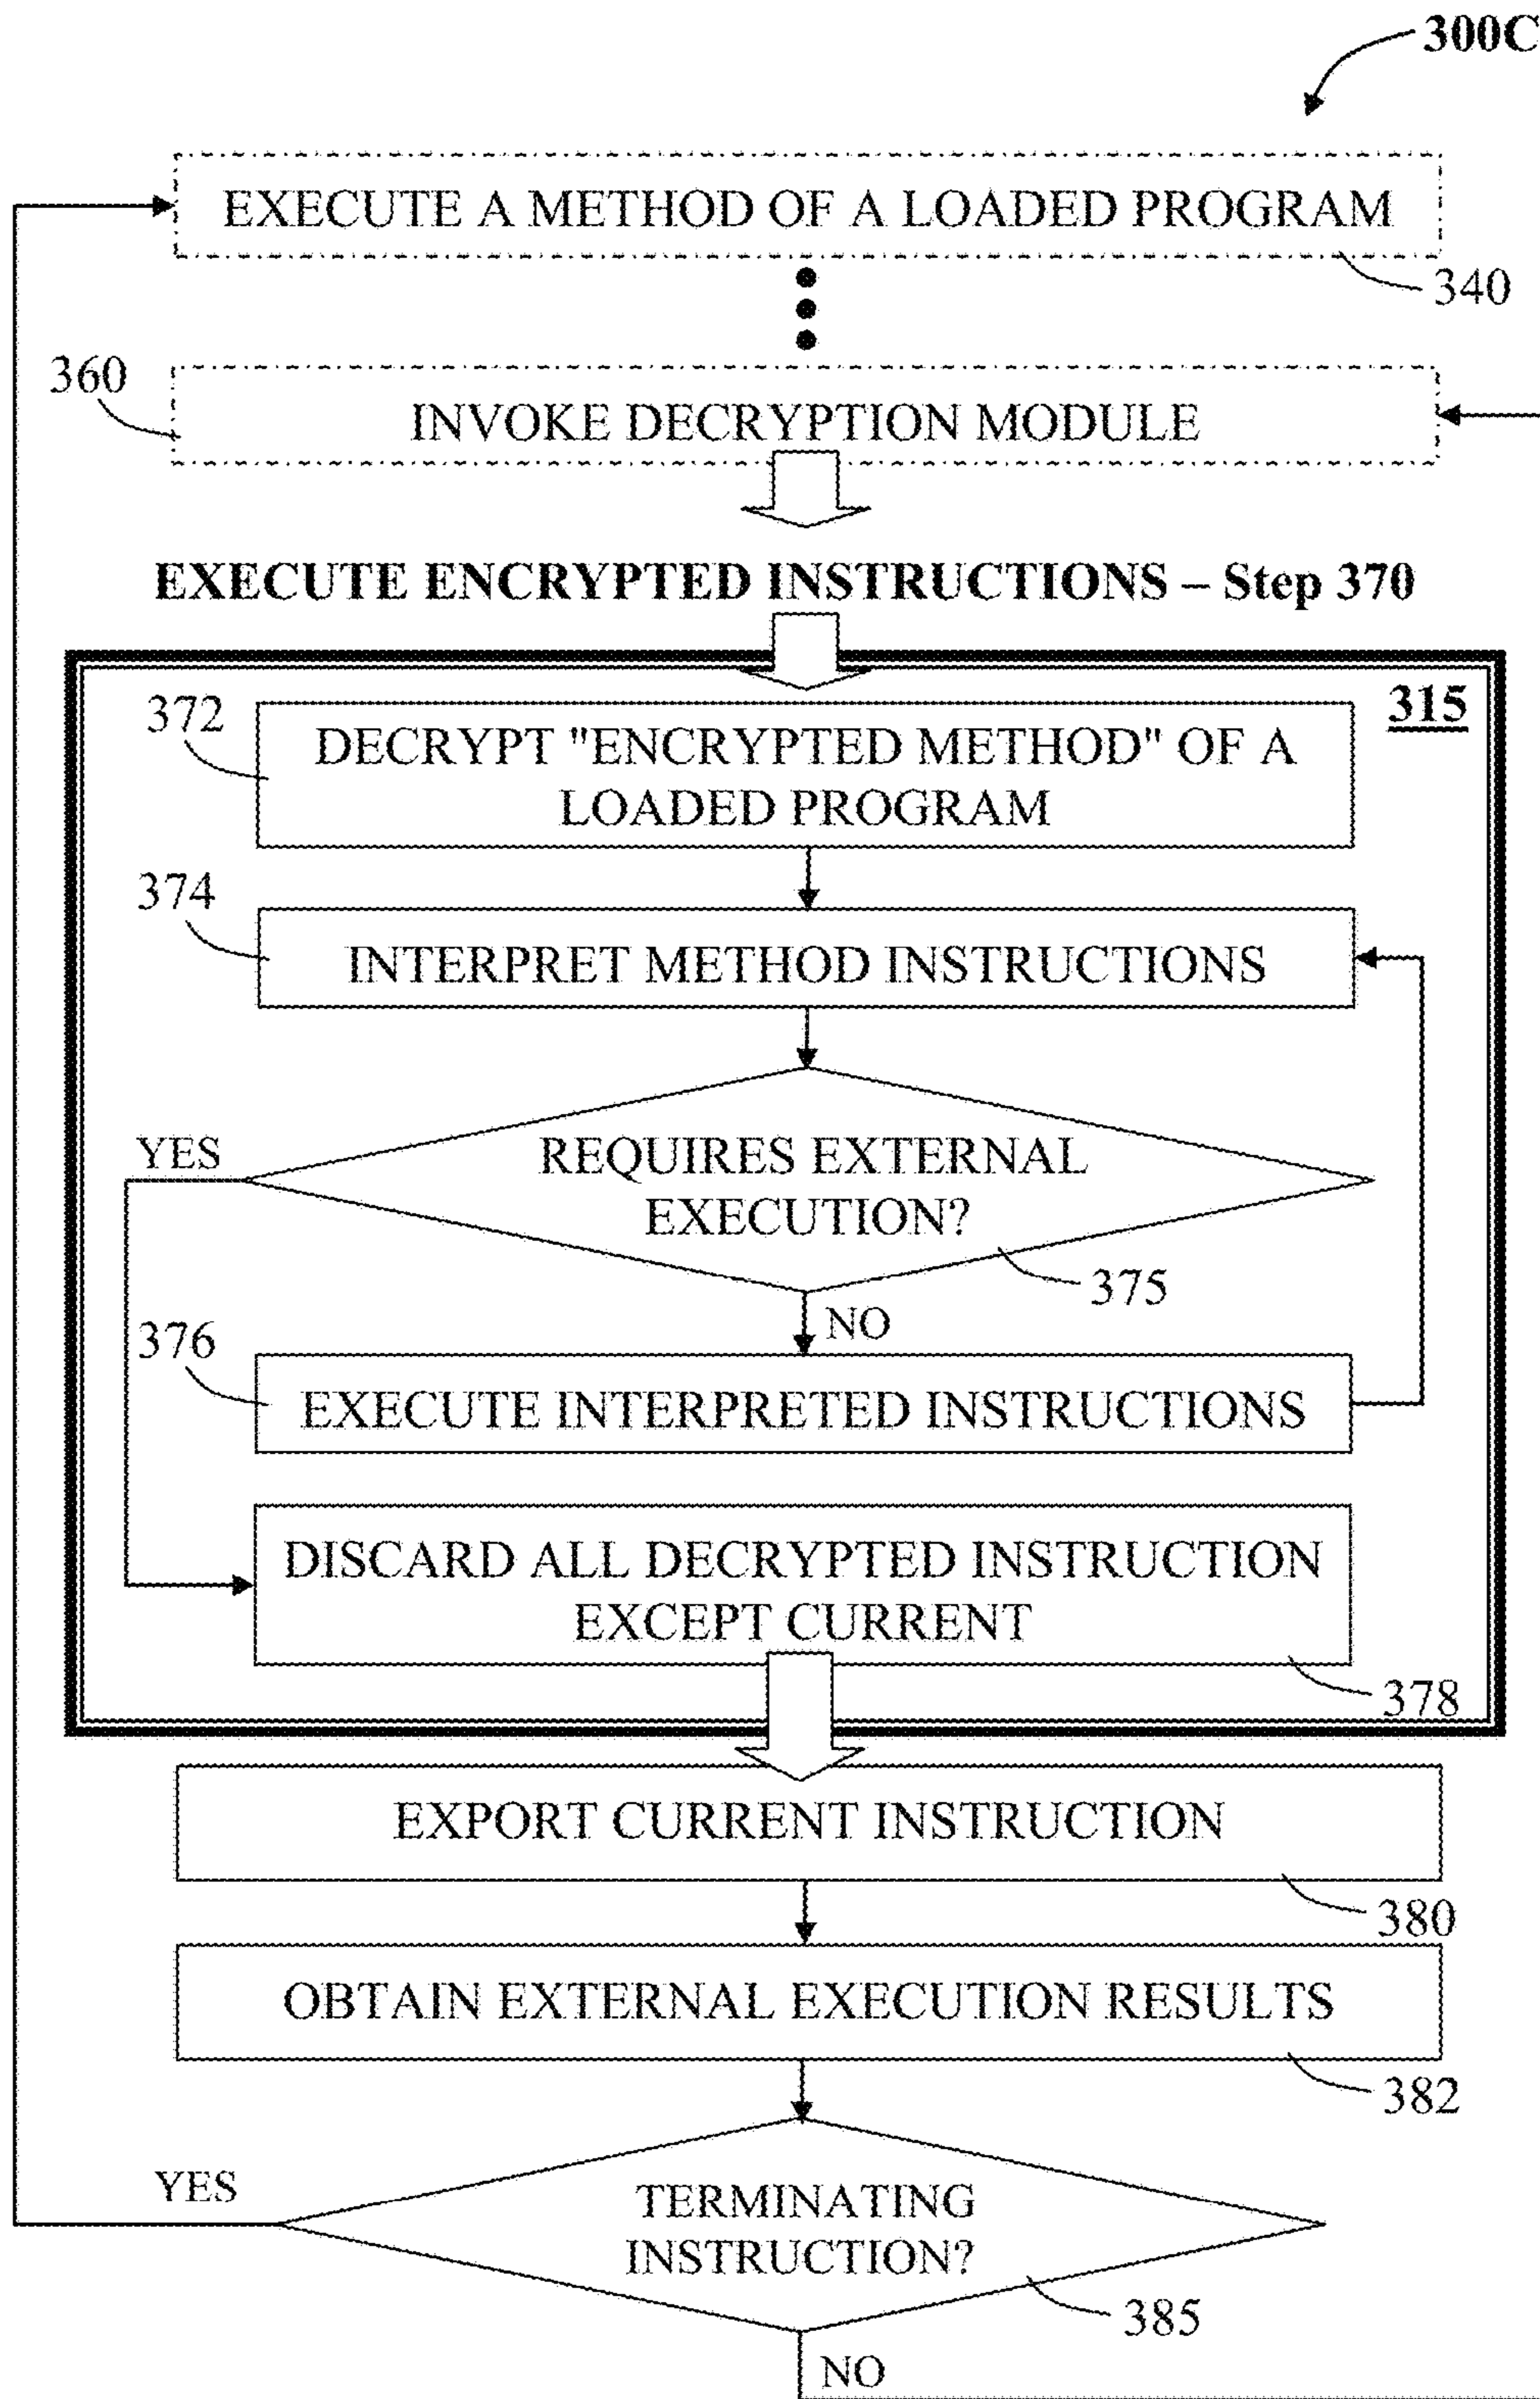 300C
EXECUTE A METHOD OF A LOADED PROGRAM
340
360
INVOKE DECRYPTION MODULE
EXECUTE ENCRYPTED INSTRUCTIONS – Step 370
315
372
DECRYPT "ENCRYPTED METHOD" OF A
LOADED PROGRAM
374
INTERPRET METHOD INSTRUCTIONS
YES
REQUIRES EXTERNAL
EXECUTION?
375
NO
376
EXECUTE INTERPRETED INSTRUCTIONS
DISCARD ALL DECRYPTED INSTRUCTION
EXCEPT CURRENT
378
EXPORT CURRENT INSTRUCTION
380
OBTAIN EXTERNAL EXECUTION RESULTS
382
YES
TERMINATING
INSTRUCTION?
385
NO